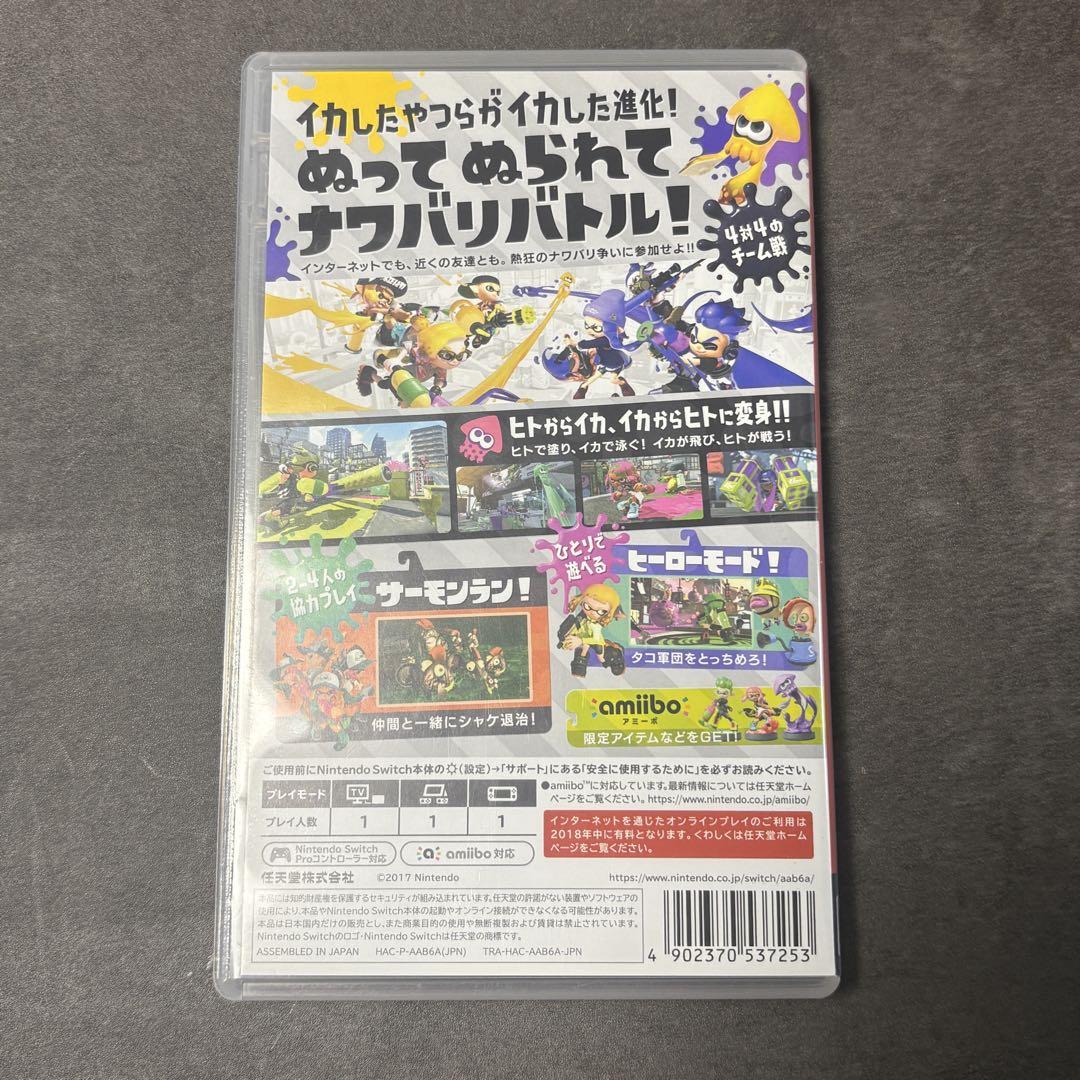 イカしたやつらがイカした進化!
ぬって ぬられて
ナワバリバトル!
4対4の
チーム戦
インターネットでも、近くの友達とも。熱狂のナワバリ争いに参加せよ!!
ヒトからイカ、イカからヒトに変身!!
ヒトで塗り、イカで泳ぐ! イカが飛び、ヒトが戦う!
2-4人の
協力プレイ
サーモンラン!
仲間と一緒にシャケ退治!
ひとりで
遊べる
ヒーローモード!
タコ軍団をとっちめろ!
amiibo
アミーボ
限定アイテムなどをGET!
ご使用前にNintendo Switch本体の(設定)→「サポート」にある「安全に使用するために」を必ずお読みください。
プレイモード TV
プレイ人数 1 1 1
●amiibo™に対応しています。最新情報については任天堂ホーム
ページをご覧ください。https://www.nintendo.co.jp/amiibo/
インターネットを通じたオンラインプレイのご利用は
2018年中に有料となります。くわしくは任天堂ホーム
ページをご覧ください。
Nintendo Switch
Proコントローラー対応
amiibo 対応
任天堂株式会社 ©2017 Nintendo
https://www.nintendo.co.jp/switch/aab6a/
本品には知的財産権を保護するセキュリティが組み込まれています。任天堂の許諾がない装置やソフトウェアの
使用により、本品やNintendo Switch本体の起動やオンライン接続ができなくなる可能性があります。
本品は日本国内だけの販売とし、また商業目的の使用や無断複製および賃貸は禁止されています。
Nintendo Switchのロゴ・Nintendo Switchは任天堂の商標です。
ASSEMBLED IN JAPAN HAC-P-AAB6A(JPN) TRA-HAC-AAB6A-JPN
4 902370 537253